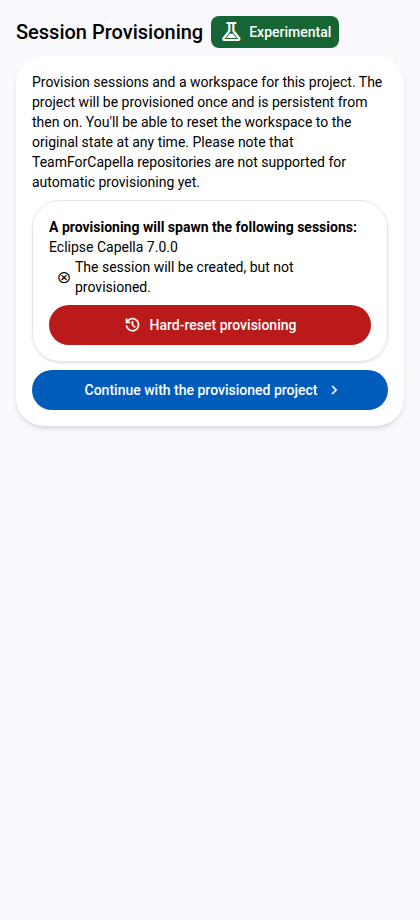 Session Provisioning
Experimental
Provision sessions and a workspace for this project. The
project will be provisioned once and is persistent from
then on. You'll be able to reset the workspace to the
original state at any time. Please note that
TeamForCapella repositories are not supported for
automatic provisioning yet.
A provisioning will spawn the following sessions:
Eclipse Capella 7.0.0
The session will be created, but not
provisioned.
Hard-reset provisioning
Continue with the provisioned project